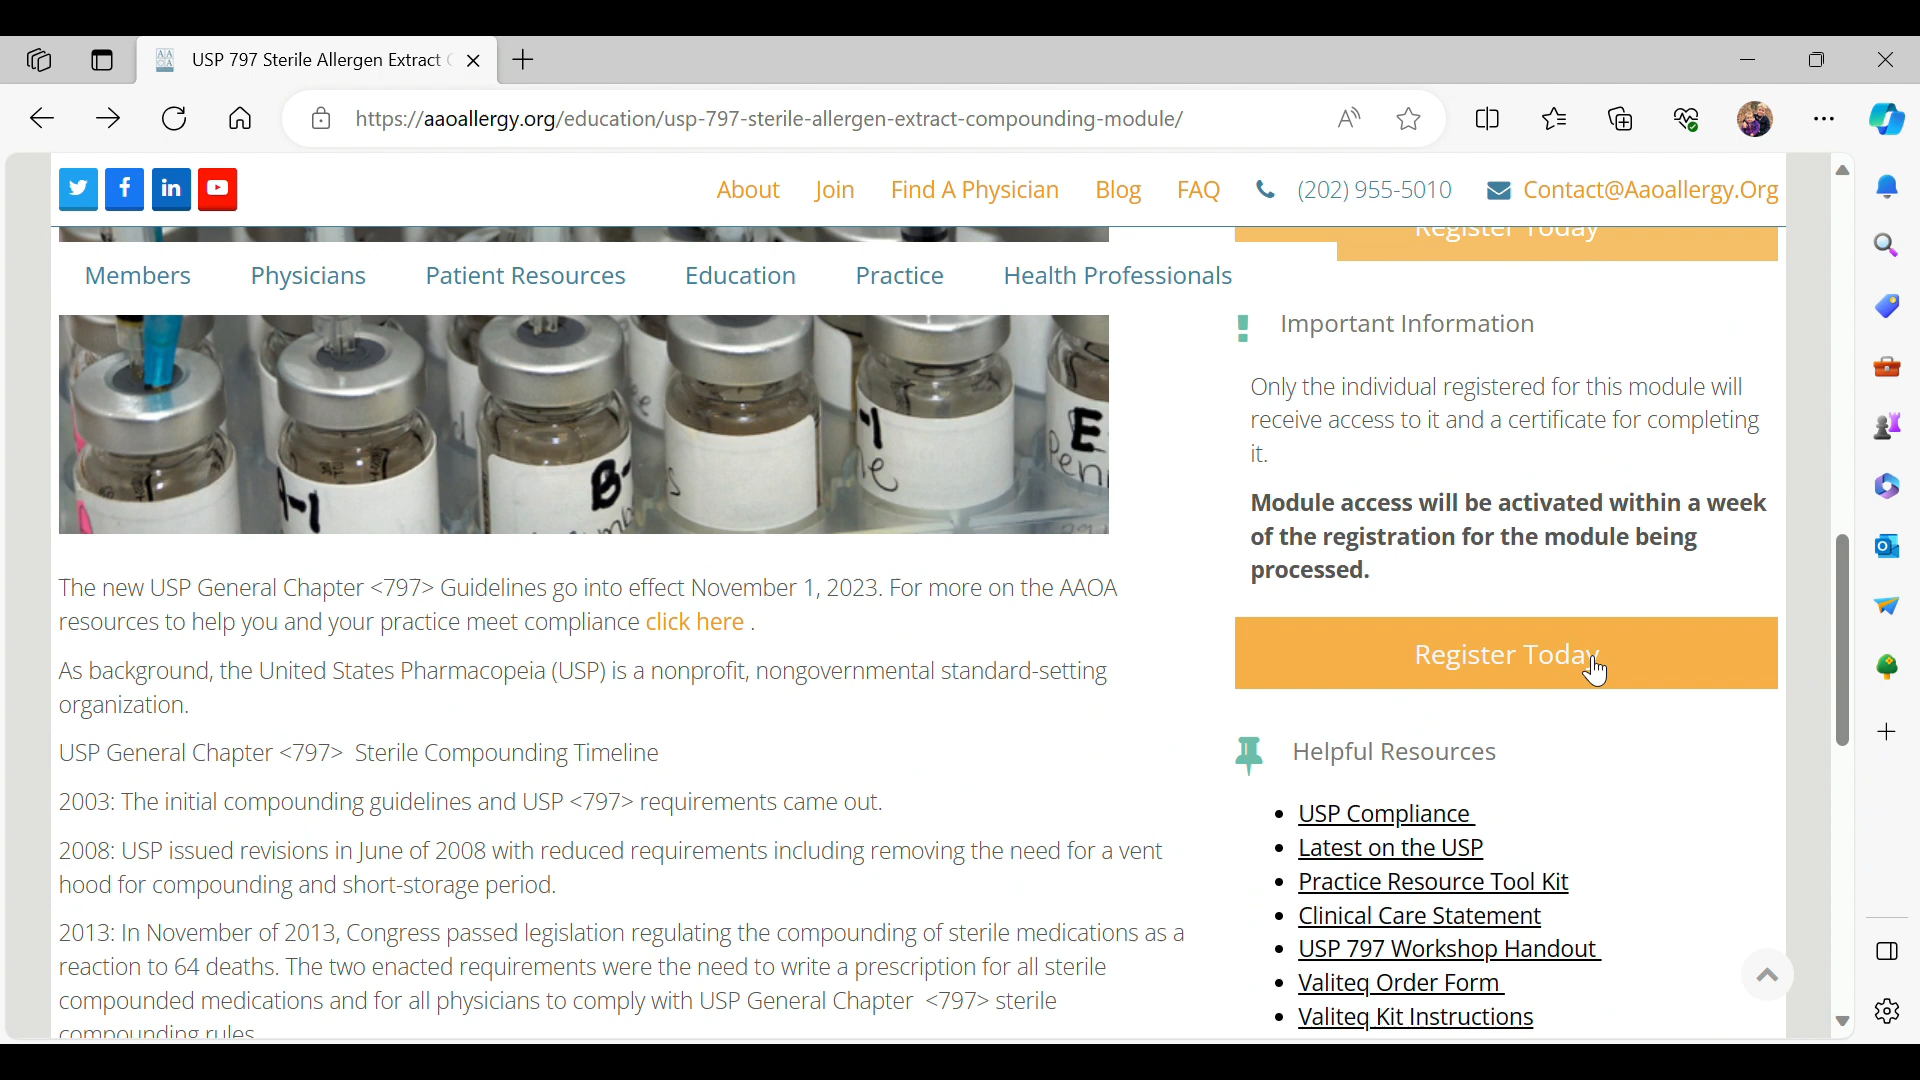 USP 797 Sterile Allergen Extract
https://aaoallergy.org/education/usp-797-sterile-allergen-extract-compounding-module/
About Join Find A Physician Blog FAQ (202) 955-5010 Contact@Aaoallergy.Org
Register Today
Members Physicians Patient Resources Education Practice Health Professionals
A-1
B-
-1
E
The new USP General Chapter <797> Guidelines go into effect November 1, 2023. For more on the AAOA
resources to help you and your practice meet compliance click here .
As background, the United States Pharmacopeia (USP) is a nonprofit, nongovernmental standard-setting
organization.
USP General Chapter <797> Sterile Compounding Timeline
2003: The initial compounding guidelines and USP <797> requirements came out.
2008: USP issued revisions in June of 2008 with reduced requirements including removing the need for a vent
hood for compounding and short-storage period.
2013: In November of 2013, Congress passed legislation regulating the compounding of sterile medications as a
reaction to 64 deaths. The two enacted requirements were the need to write a prescription for all sterile
compounded medications and for all physicians to comply with USP General Chapter <797> sterile
compounding rules
Important Information
Only the individual registered for this module will
receive access to it and a certificate for completing
it.
Module access will be activated within a week
of the registration for the module being
processed.
Register Today
Helpful Resources
• USP Compliance
• Latest on the USP
• Practice Resource Tool Kit
• Clinical Care Statement
• USP 797 Workshop Handout
• Valiteq Order Form
• Valiteq Kit Instructions